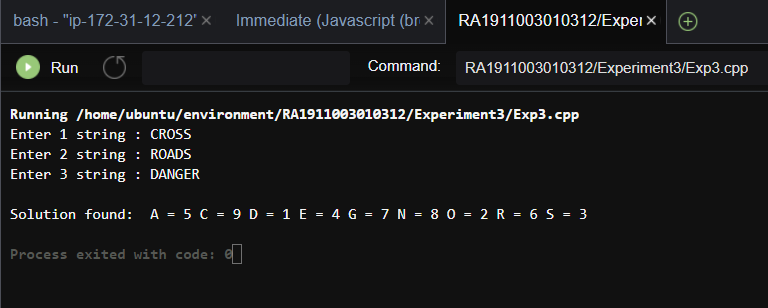 bash - "ip-172-31-12-212" × Immediate (Javascript (br × RA1911003010312/Exper ×
Run Command: RA1911003010312/Experiment3/Exp3.cpp
Running /home/ubuntu/environment/RA1911003010312/Experiment3/Exp3.cpp
Enter 1 string : CROSS
Enter 2 string : ROADS
Enter 3 string : DANGER
Solution found:  A = 5 C = 9 D = 1 E = 4 G = 7 N = 8 O = 2 R = 6 S = 3
Process exited with code: 0